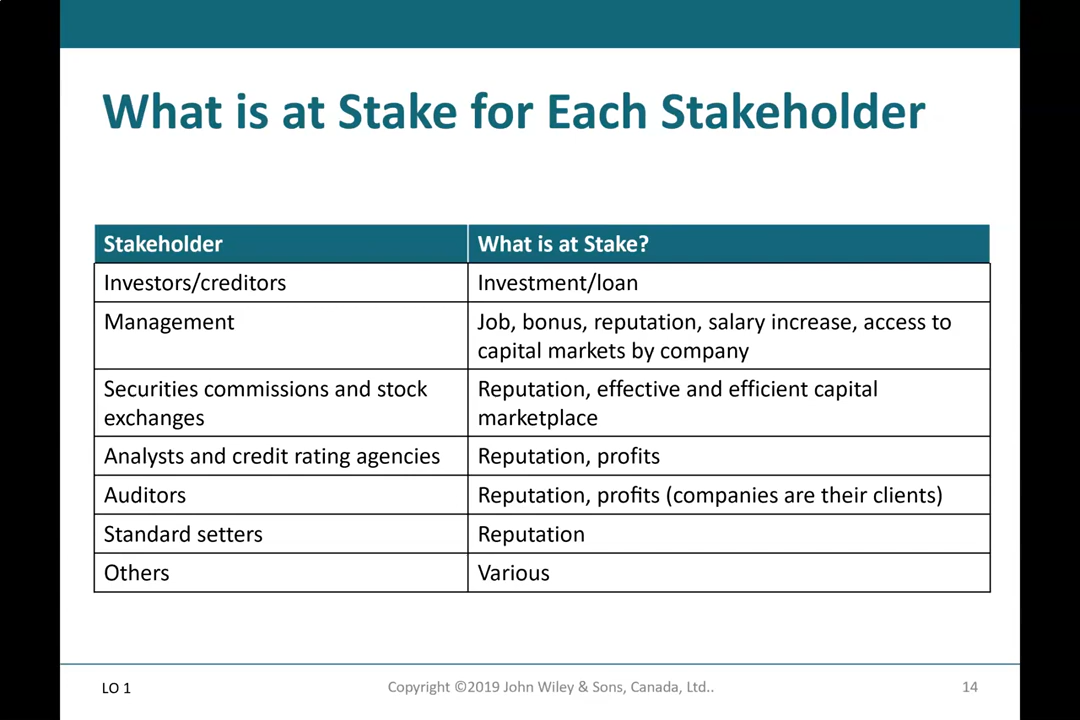 What is at Stake for Each Stakeholder
Stakeholder
What is at Stake?
Investors/creditors
Investment/loan
Management
Job, bonus, reputation, salary increase, access to
capital markets by company
Securities commissions and stock
exchanges
Reputation, effective and efficient capital
marketplace
Analysts and credit rating agencies
Reputation, profits
Auditors
Reputation, profits (companies are their clients)
Standard setters
Reputation
Others
Various
LO 1
Copyright ©2019 John Wiley & Sons, Canada, Ltd..
14